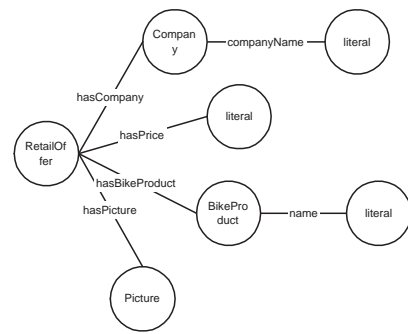 Compan
y
companyName
literal
hasCompany
hasPrice
literal
RetailOf
fer
hasBikeProduct
hasPicture
BikePro
duct
name
literal
Picture